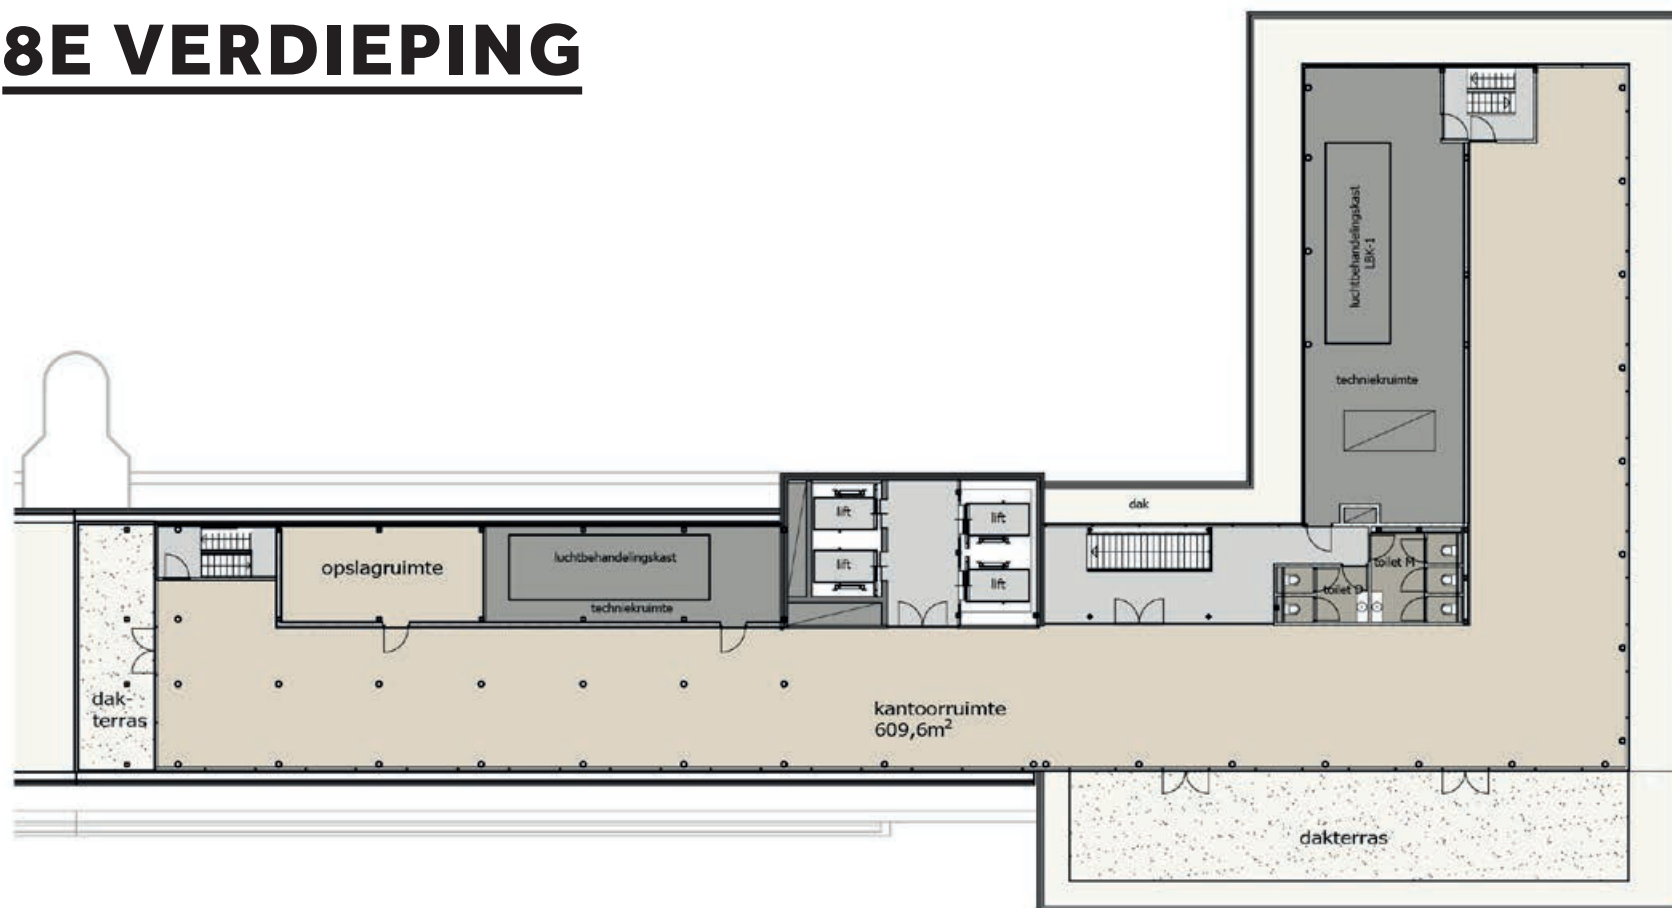 8E VERDIEPING
luchtbehandelingskast
LBK-1
techniekruimte
dak
lift
lift
lift
lift
opslagruimte
luchtbehandelingskast
techniekruimte
toilet M
toilet D
dak-
terras
kantoorruimte
609,6m²
dakterras